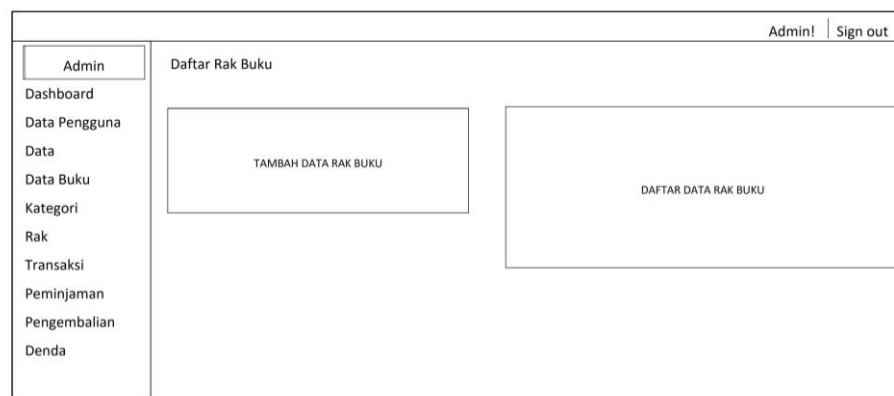 Admin! Sign out
Admin
Dashboard
Data Pengguna
Data
Data Buku
Kategori
Rak
Transaksi
Peminjaman
Pengembalian
Denda
Daftar Rak Buku
TAMBAH DATA RAK BUKU
DAFTAR DATA RAK BUKU